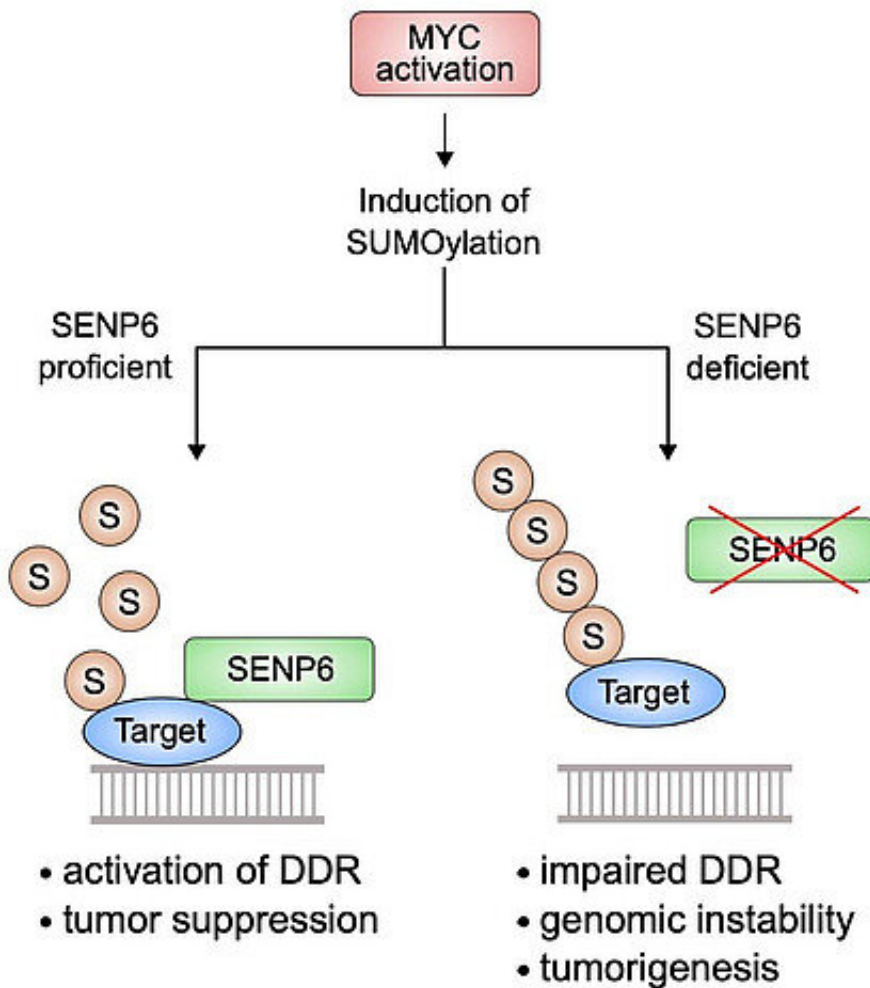 MYC
activation
Induction of
SUMOylation
SENP6
proficient
SENP6
deficient
S
S
S
S
SENP6
Target
S
S
S
S
SENP6
Target
• activation of DDR
• tumor suppression
• impaired DDR
• genomic instability
• tumorigenesis